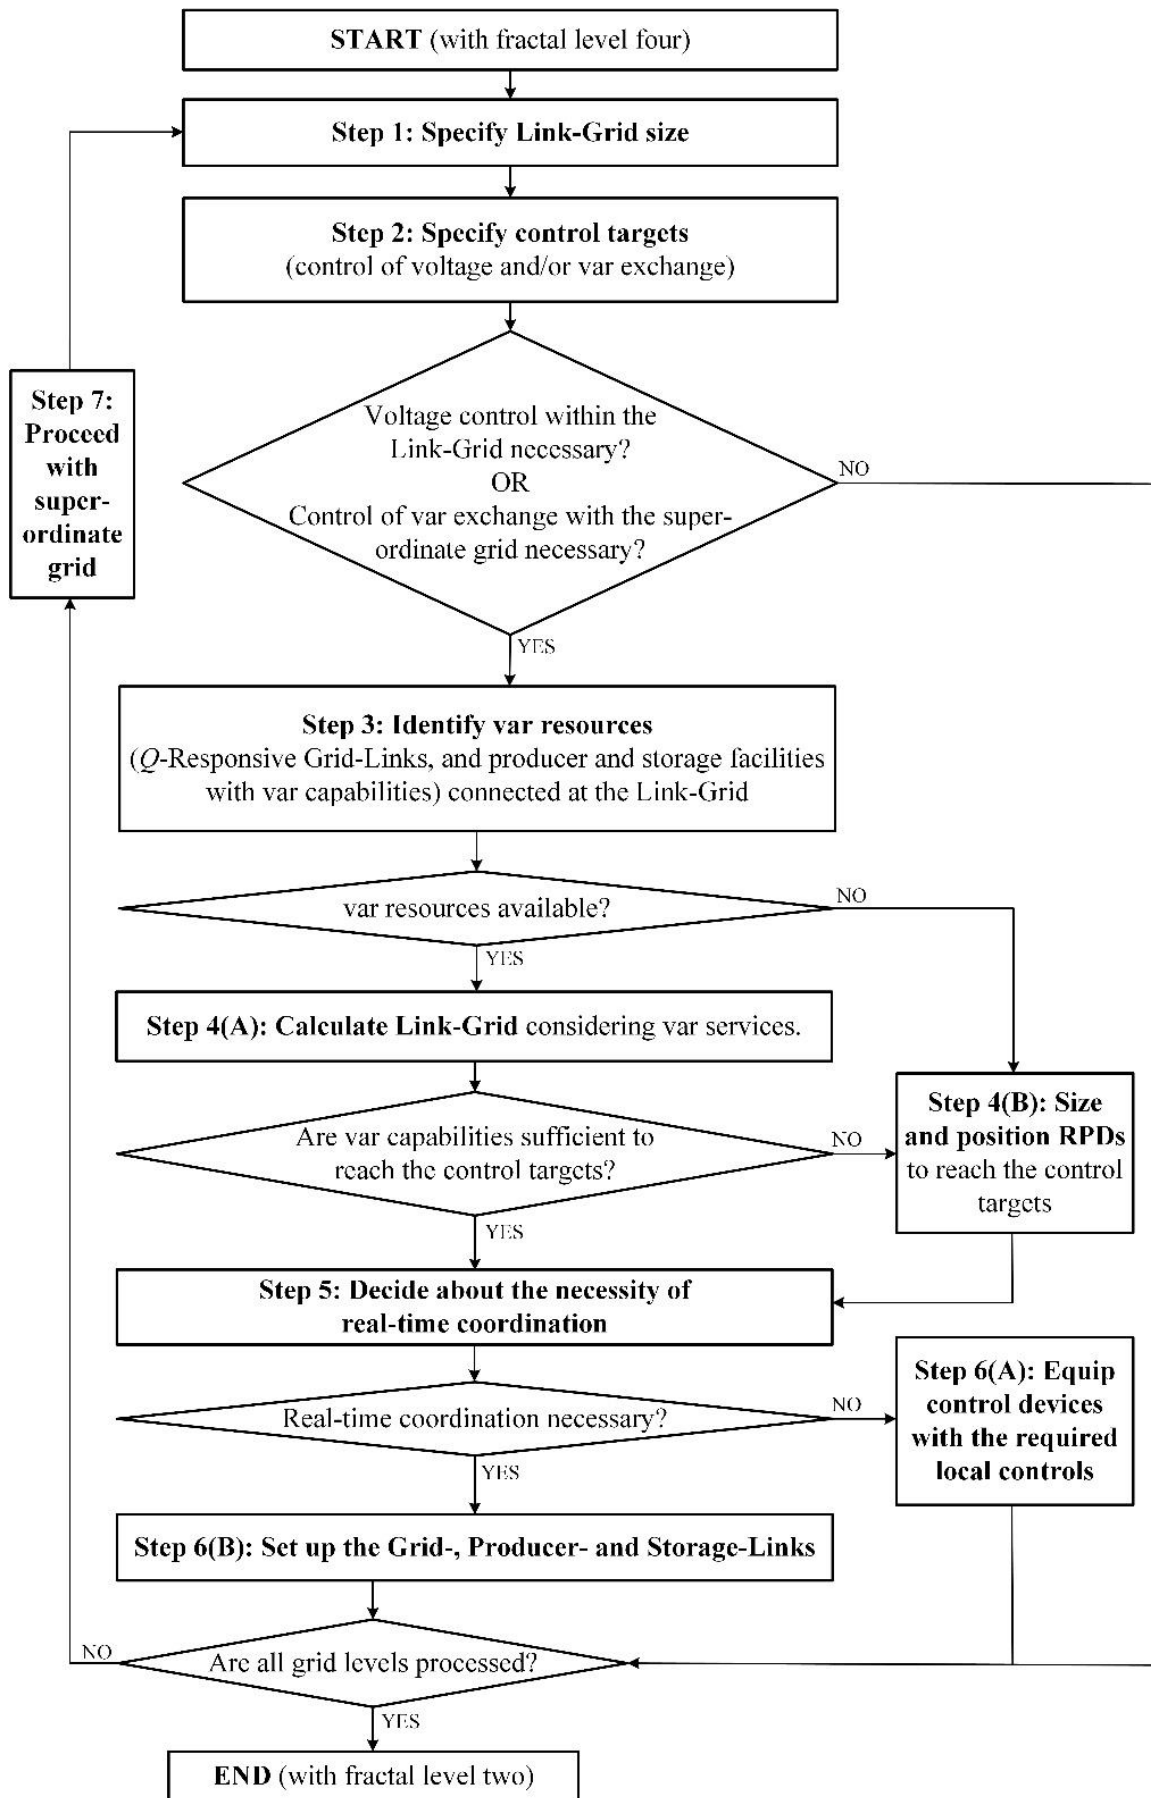 START (with fractal level four)
Step 1: Specify Link-Grid size
Step 2: Specify control targets
(control of voltage and/or var exchange)
Voltage control within the
Link-Grid necessary?
OR
Control of var exchange with the super-
ordinate grid necessary?
NO
YES
Step 7:
Proceed
with
super-
ordinate
grid
Step 3: Identify var resources
(Q-Responsive Grid-Links, and producer and storage facilities
with var capabilities) connected at the Link-Grid
var resources available?
NO
YES
Step 4(A): Calculate Link-Grid considering var services.
Are var capabilities sufficient to
reach the control targets?
NO
YES
Step 4(B): Size
and position RPDs
to reach the control
targets
Step 5: Decide about the necessity of
real-time coordination
Real-time coordination necessary?
NO
YES
Step 6(A): Equip
control devices
with the required
local controls
Step 6(B): Set up the Grid-, Producer- and Storage-Links
Are all grid levels processed?
NO
YES
END (with fractal level two)